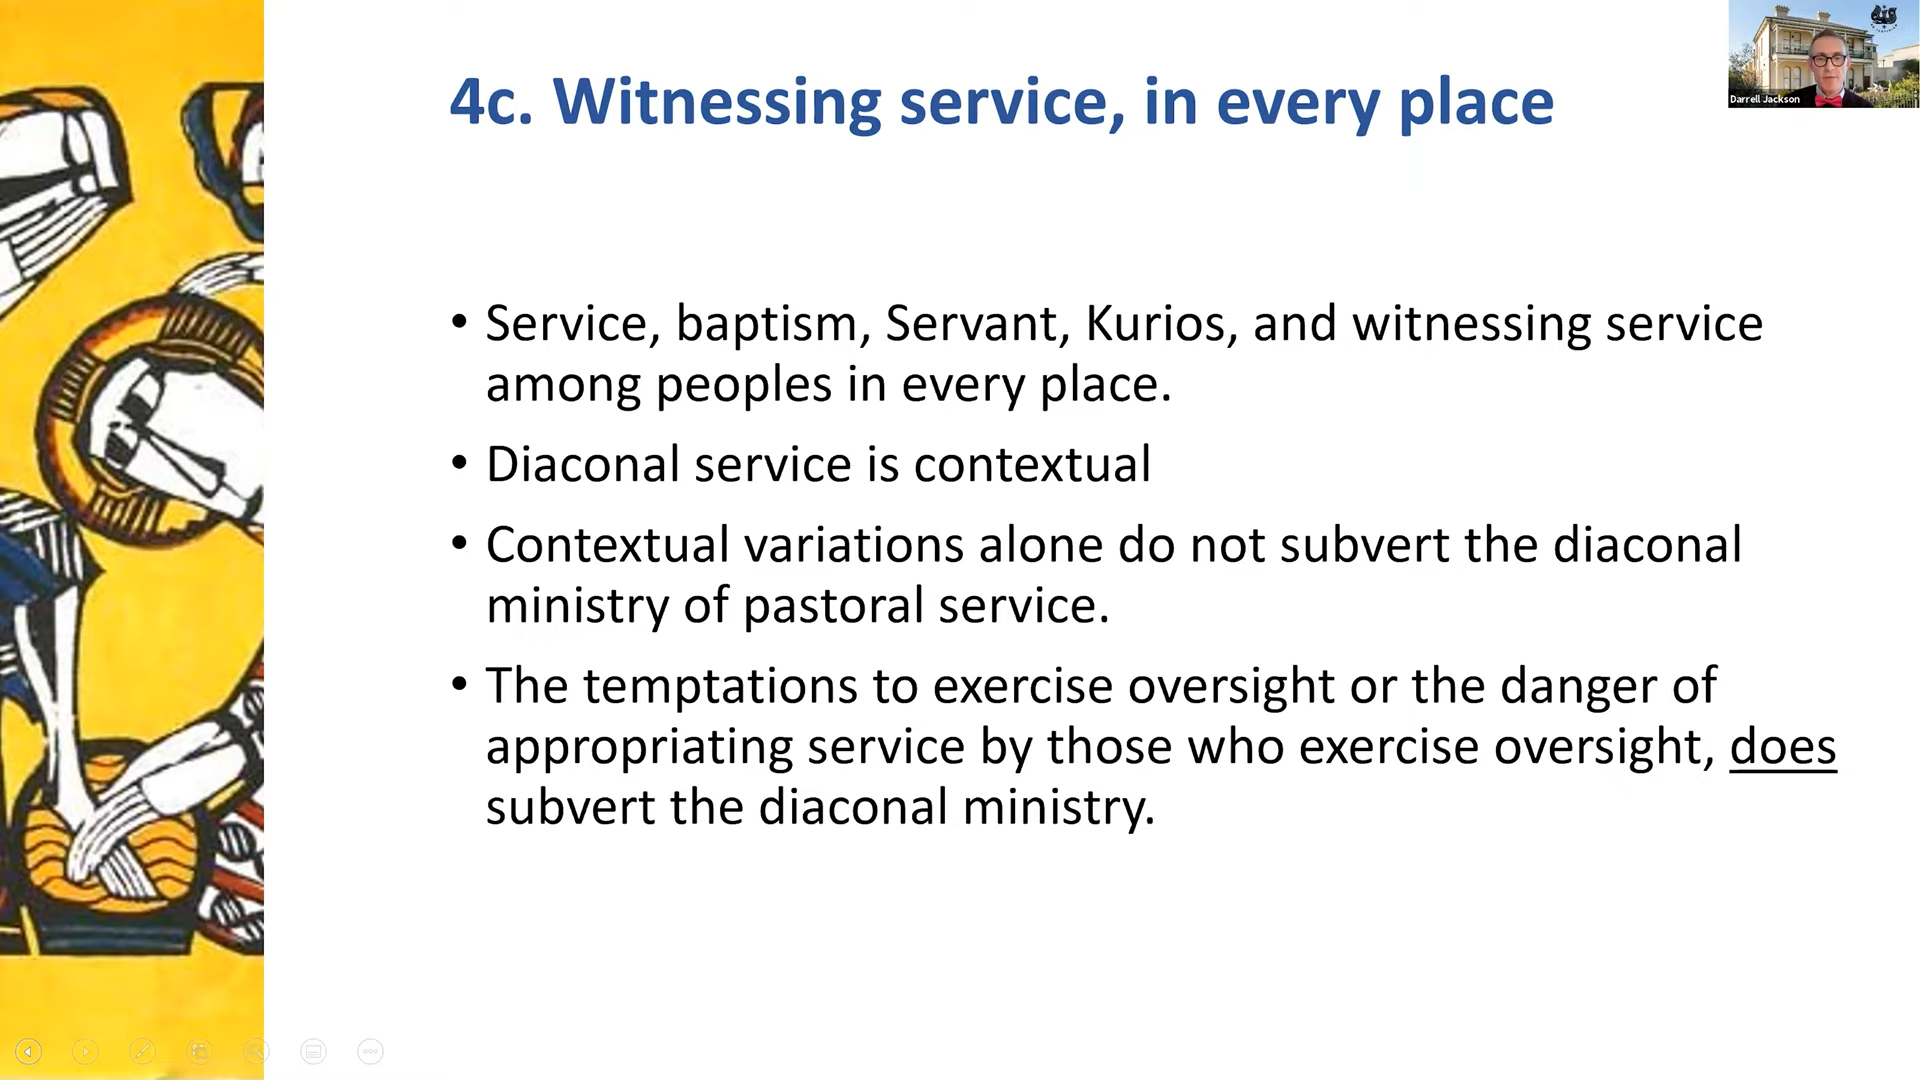 4c. Witnessing service, in every place
Darrell Jackson
• Service, baptism, Servant, Kurios, and witnessing service
among peoples in every place.
• Diaconal service is contextual
• Contextual variations alone do not subvert the diaconal
ministry of pastoral service.
• The temptations to exercise oversight or the danger of
appropriating service by those who exercise oversight, does
subvert the diaconal ministry.